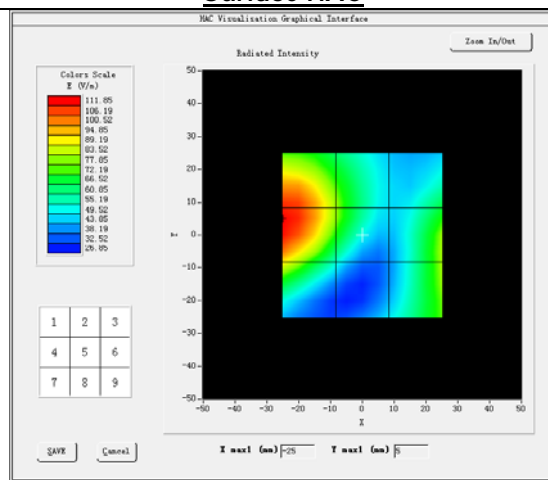 HAC Visualisation Graphical Interface
Zoom In/Out
Radiated Intensity
Colors Scale
E (V/m)
111.85
106.19
100.52
94.85
89.19
83.52
77.85
72.19
66.52
60.85
55.19
49.52
43.85
38.19
32.52
26.85
50
40
30
20
10
Y 0
-10
-20
-30
-40
-50
-50 -40 -30 -20 -10 0 10 20 30 40 50
X
1 2 3
4 5 6
7 8 9
SAVE
Cancel
X max1 (mm) -25 Y max1 (mm) 5